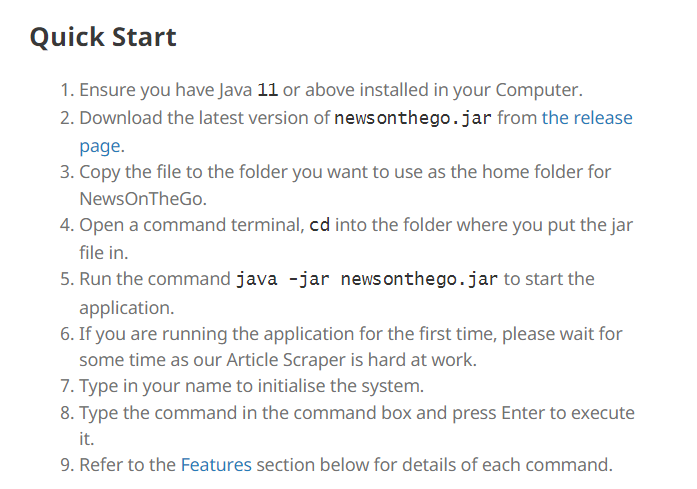 Quick Start
1. Ensure you have Java 11 or above installed in your Computer.
2. Download the latest version of newsonthego.jar from the release
page.
3. Copy the file to the folder you want to use as the home folder for
NewsOnTheGo.
4. Open a command terminal, cd into the folder where you put the jar
file in.
5. Run the command java -jar newsonthego.jar to start the
application.
6. If you are running the application for the first time, please wait for
some time as our Article Scraper is hard at work.
7. Type in your name to initialise the system.
8. Type the command in the command box and press Enter to execute
it.
9. Refer to the Features section below for details of each command.